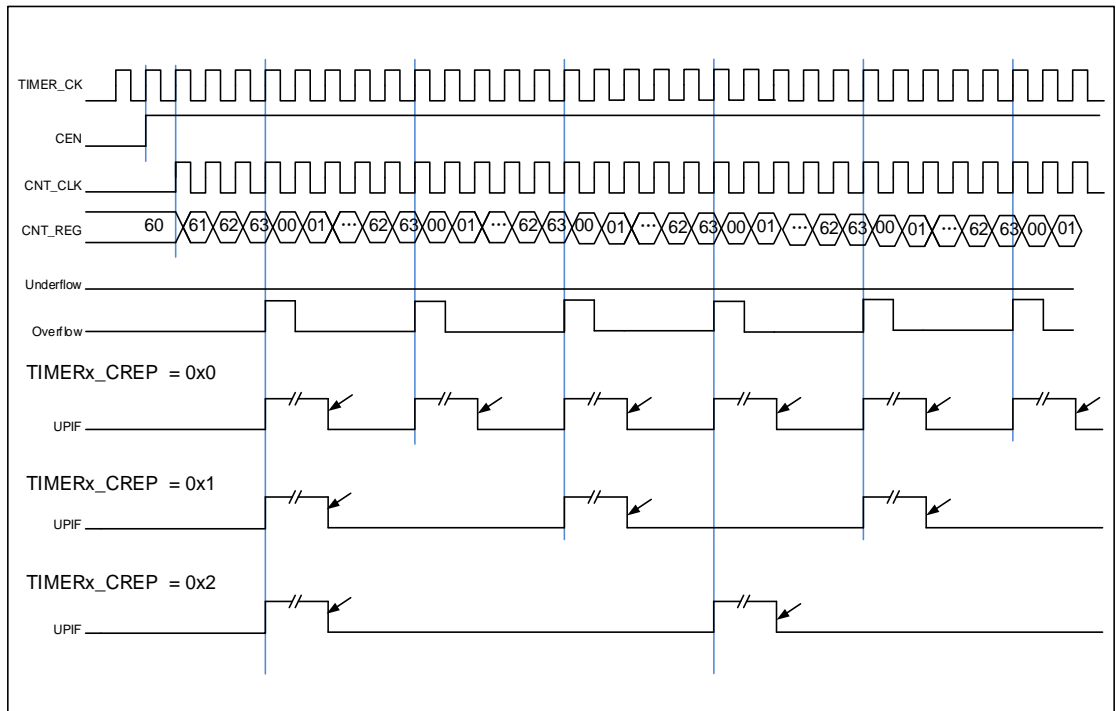 TIMER_CK
CEN
CNT_CLK
CNT_REG 60 61 62 63 00 01 ... 62 63 00 01 ... 62 63 00 01 ... 62 63 00 01 ... 62 63 00 01 ... 62 63 00 01
Underflow
Overflow
TIMERx_CREP = 0x0
UPIF
TIMERx_CREP = 0x1
UPIF
TIMERx_CREP = 0x2
UPIF